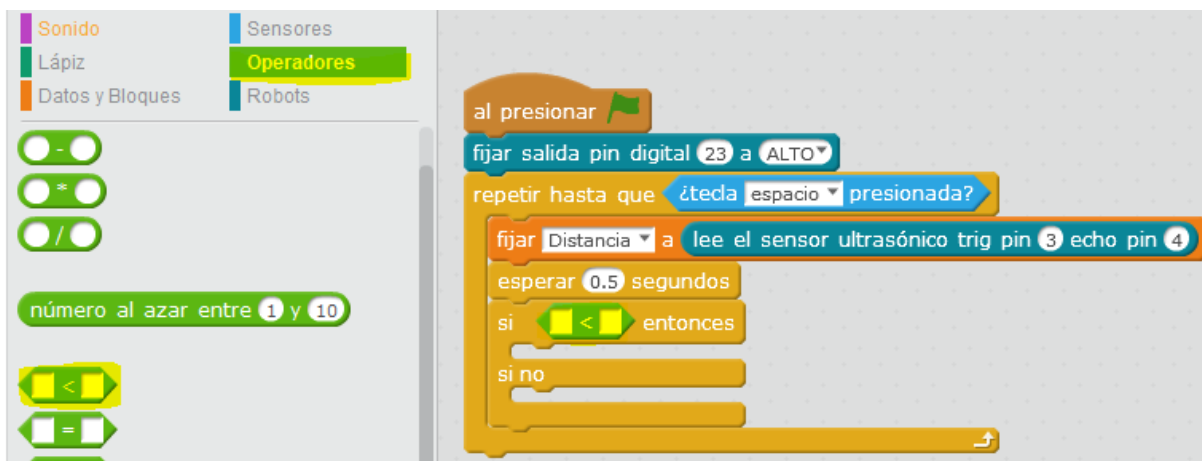 Sonido
Sensores
Lápiz
Operadores
Datos y Bloques
Robots
-
*
/
número al azar entre 1 y 10
<
=
al presionar
fijar salida pin digital 23 a ALTO
repetir hasta que ¿tecla espacio presionada?
fijar Distancia a lee el sensor ultrasónico trig pin 3 echo pin 4
esperar 0.5 segundos
si < entonces
si no